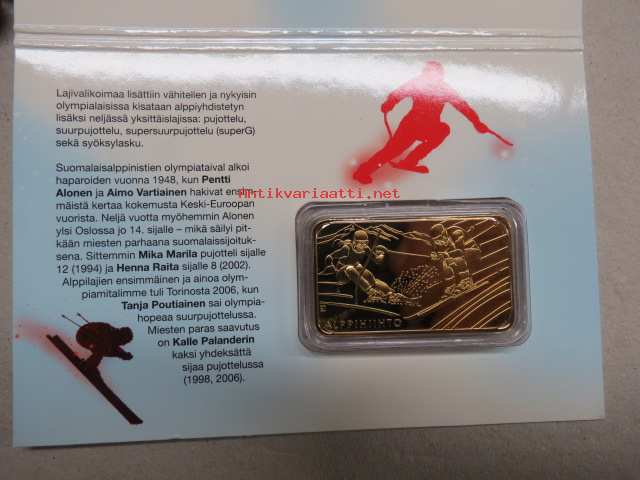 Lajivalikoimaa lisättiin vähitellen ja nykyisin
olympialaisissa kisataan alppiyhdistetyn
lisäksi neljässä yksittäislajissa: pujottelu,
suurpujottelu, supersuurpujottelu (superG)
sekä syöksylasku.
Suomalaisalppinistien olympiataival alkoi
haparoiden vuonna 1948, kun Pentti
Alonen ja Aimo Vartiainen hakivat ensim-
mäistä kertaa kokemusta Keski-Euroopan
vuorista. Neljä vuotta myöhemmin Alonen
ylsi Oslossa jo 14. sijalle – mikä säilyi pit-
kään miesten parhaana suomalaissijoituk-
sena. Sittemmin Mika Marila pujotteli sijalle
12 (1994) ja Henna Raita sijalle 8 (2002).
Alppilajien ensimmäinen ja ainoa olym-
piamitalimme tuli Torinosta 2006, kun
Tanja Poutiainen sai olympia-
hopeaa suurpujottelussa.
Miesten paras saavutus
on Kalle Palanderin
kaksi yhdeksättä
sijaa pujottelussa
(1998, 2006).
Antikvariaatti.net
ALPPIHIIHTO